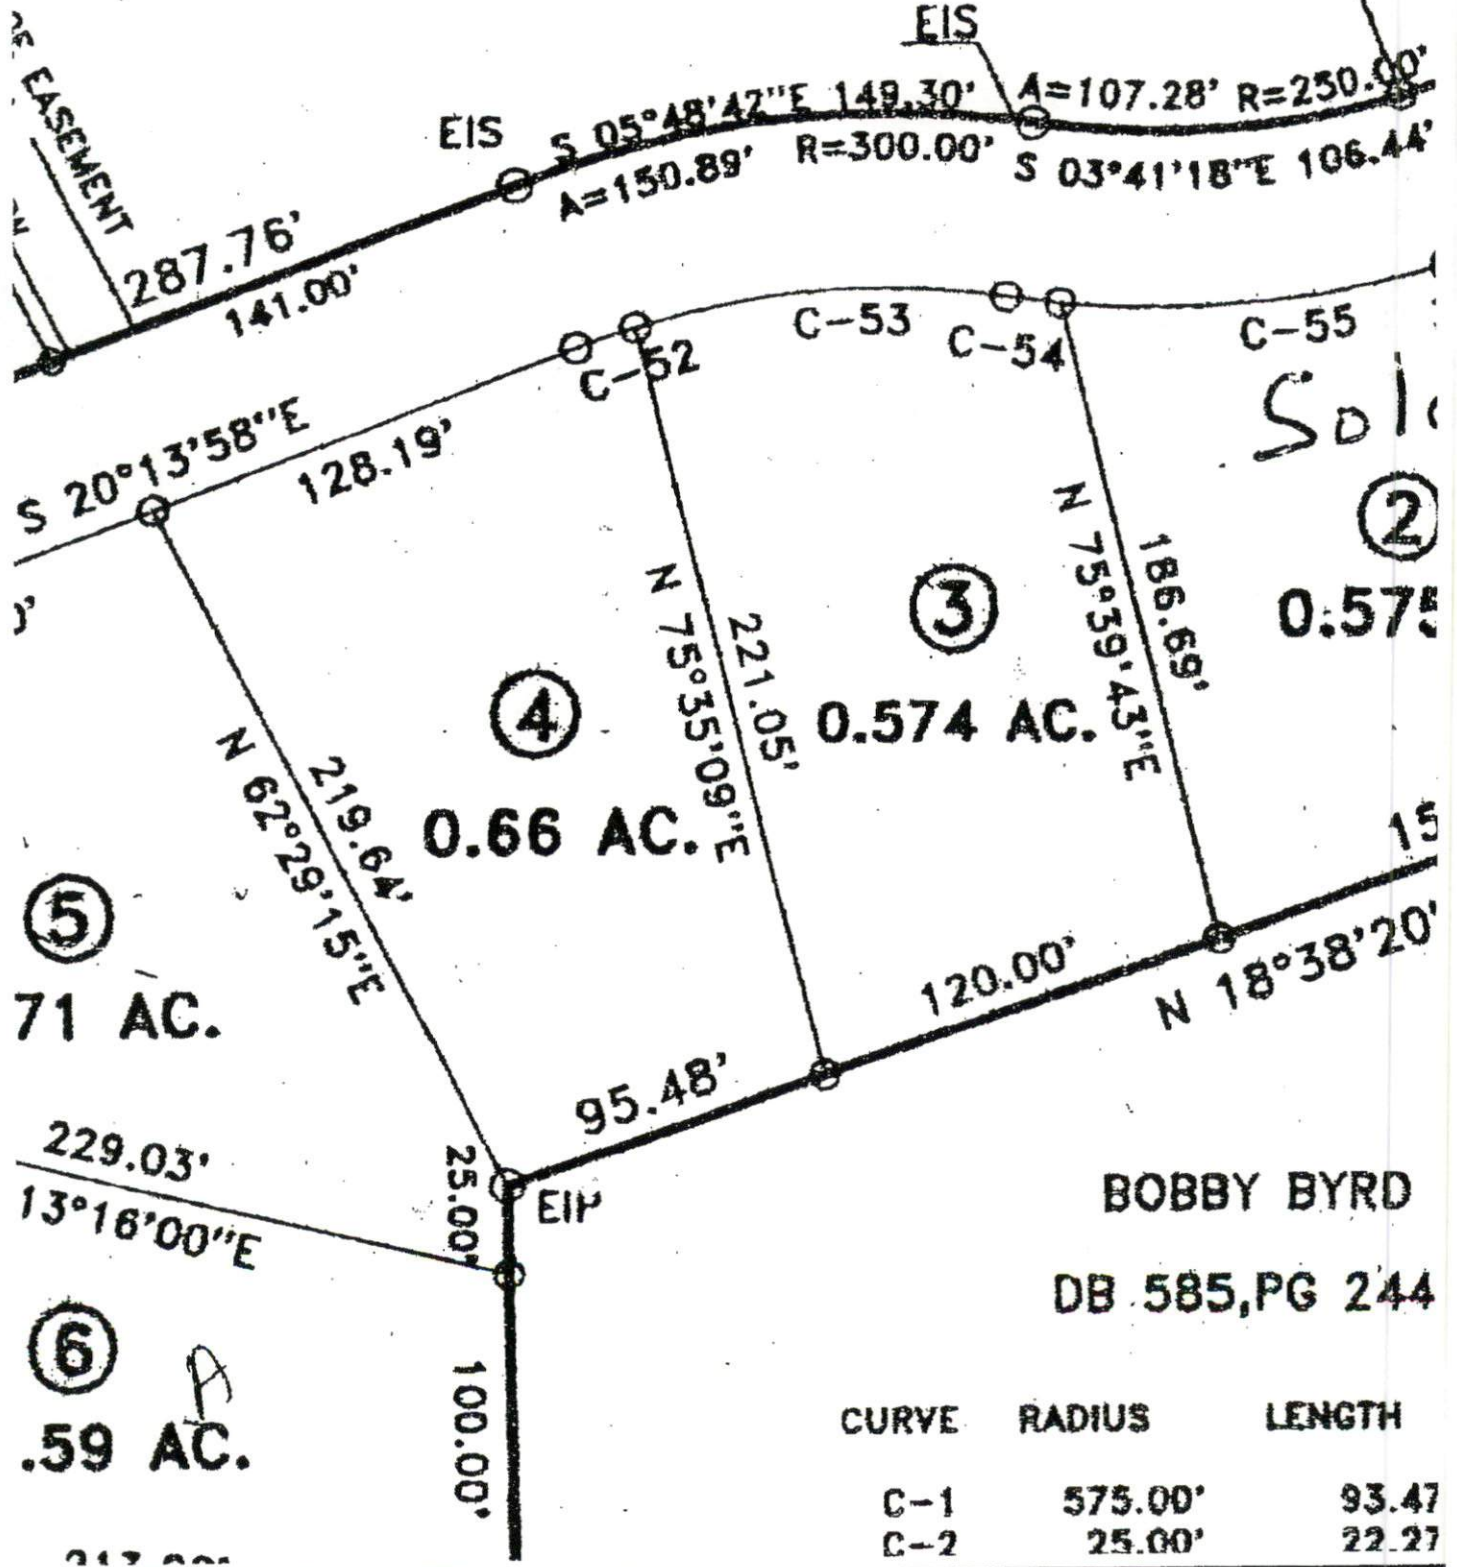 EIS
EASEMENT
EIS
S 05°48'42"E 149.30'
A=107.28' R=250.00'
A=150.89' R=300.00'
S 03°41'18"E 106.44'
287.76'
141.00'
C-52
C-53
C-54
C-55
S 20°13'58"E
128.19'
②
0.575
N 75°39'43"E
186.69'
③
0.574 AC.
N 75°35'09"E
221.05'
④
0.66 AC.
N 62°29'15"E
219.64'
⑤
71 AC.
15
120.00'
N 18°38'20'
95.48'
229.03'
13°16'00"E
25.00'
EIP
BOBBY BYRD
DB 585,PG 244
⑥ A
.59 AC.
100.00'
CURVE RADIUS LENGTH
C-1 575.00' 93.47
C-2 25.00' 22.27